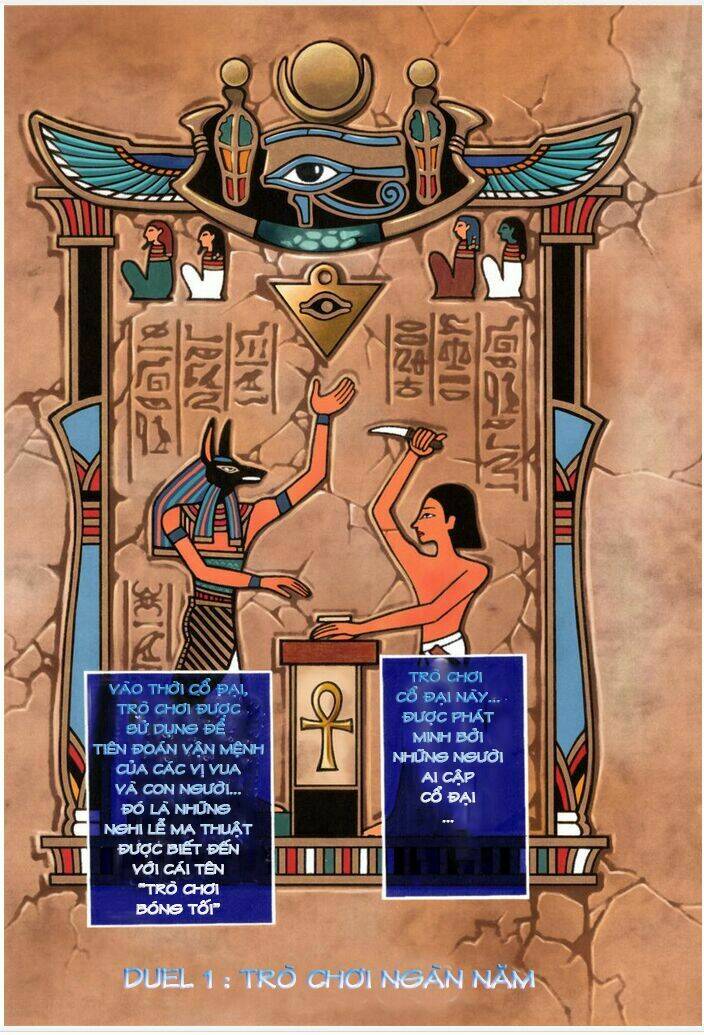 TRÒ CHƠI
CỔ ĐẠI NÀY...
ĐƯỢC PHÁT
MINH BỞI
NHỮNG NGƯỜI
AI CẬP
CỔ ĐẠI
...
VÀO THỜI CỔ ĐẠI,
TRÒ CHƠI ĐƯỢC
SỬ DỤNG ĐỂ
TIÊN ĐOÁN VẬN MỆNH
CỦA CÁC VỊ VUA
VÀ CON NGƯỜI...
ĐÓ LÀ NHỮNG
NGHI LỄ MA THUẬT
ĐƯỢC BIẾT ĐẾN
VỚI CÁI TÊN
"TRÒ CHƠI
BÓNG TỐI"
DUEL 1 : TRÒ CHƠI NGÀN NĂM